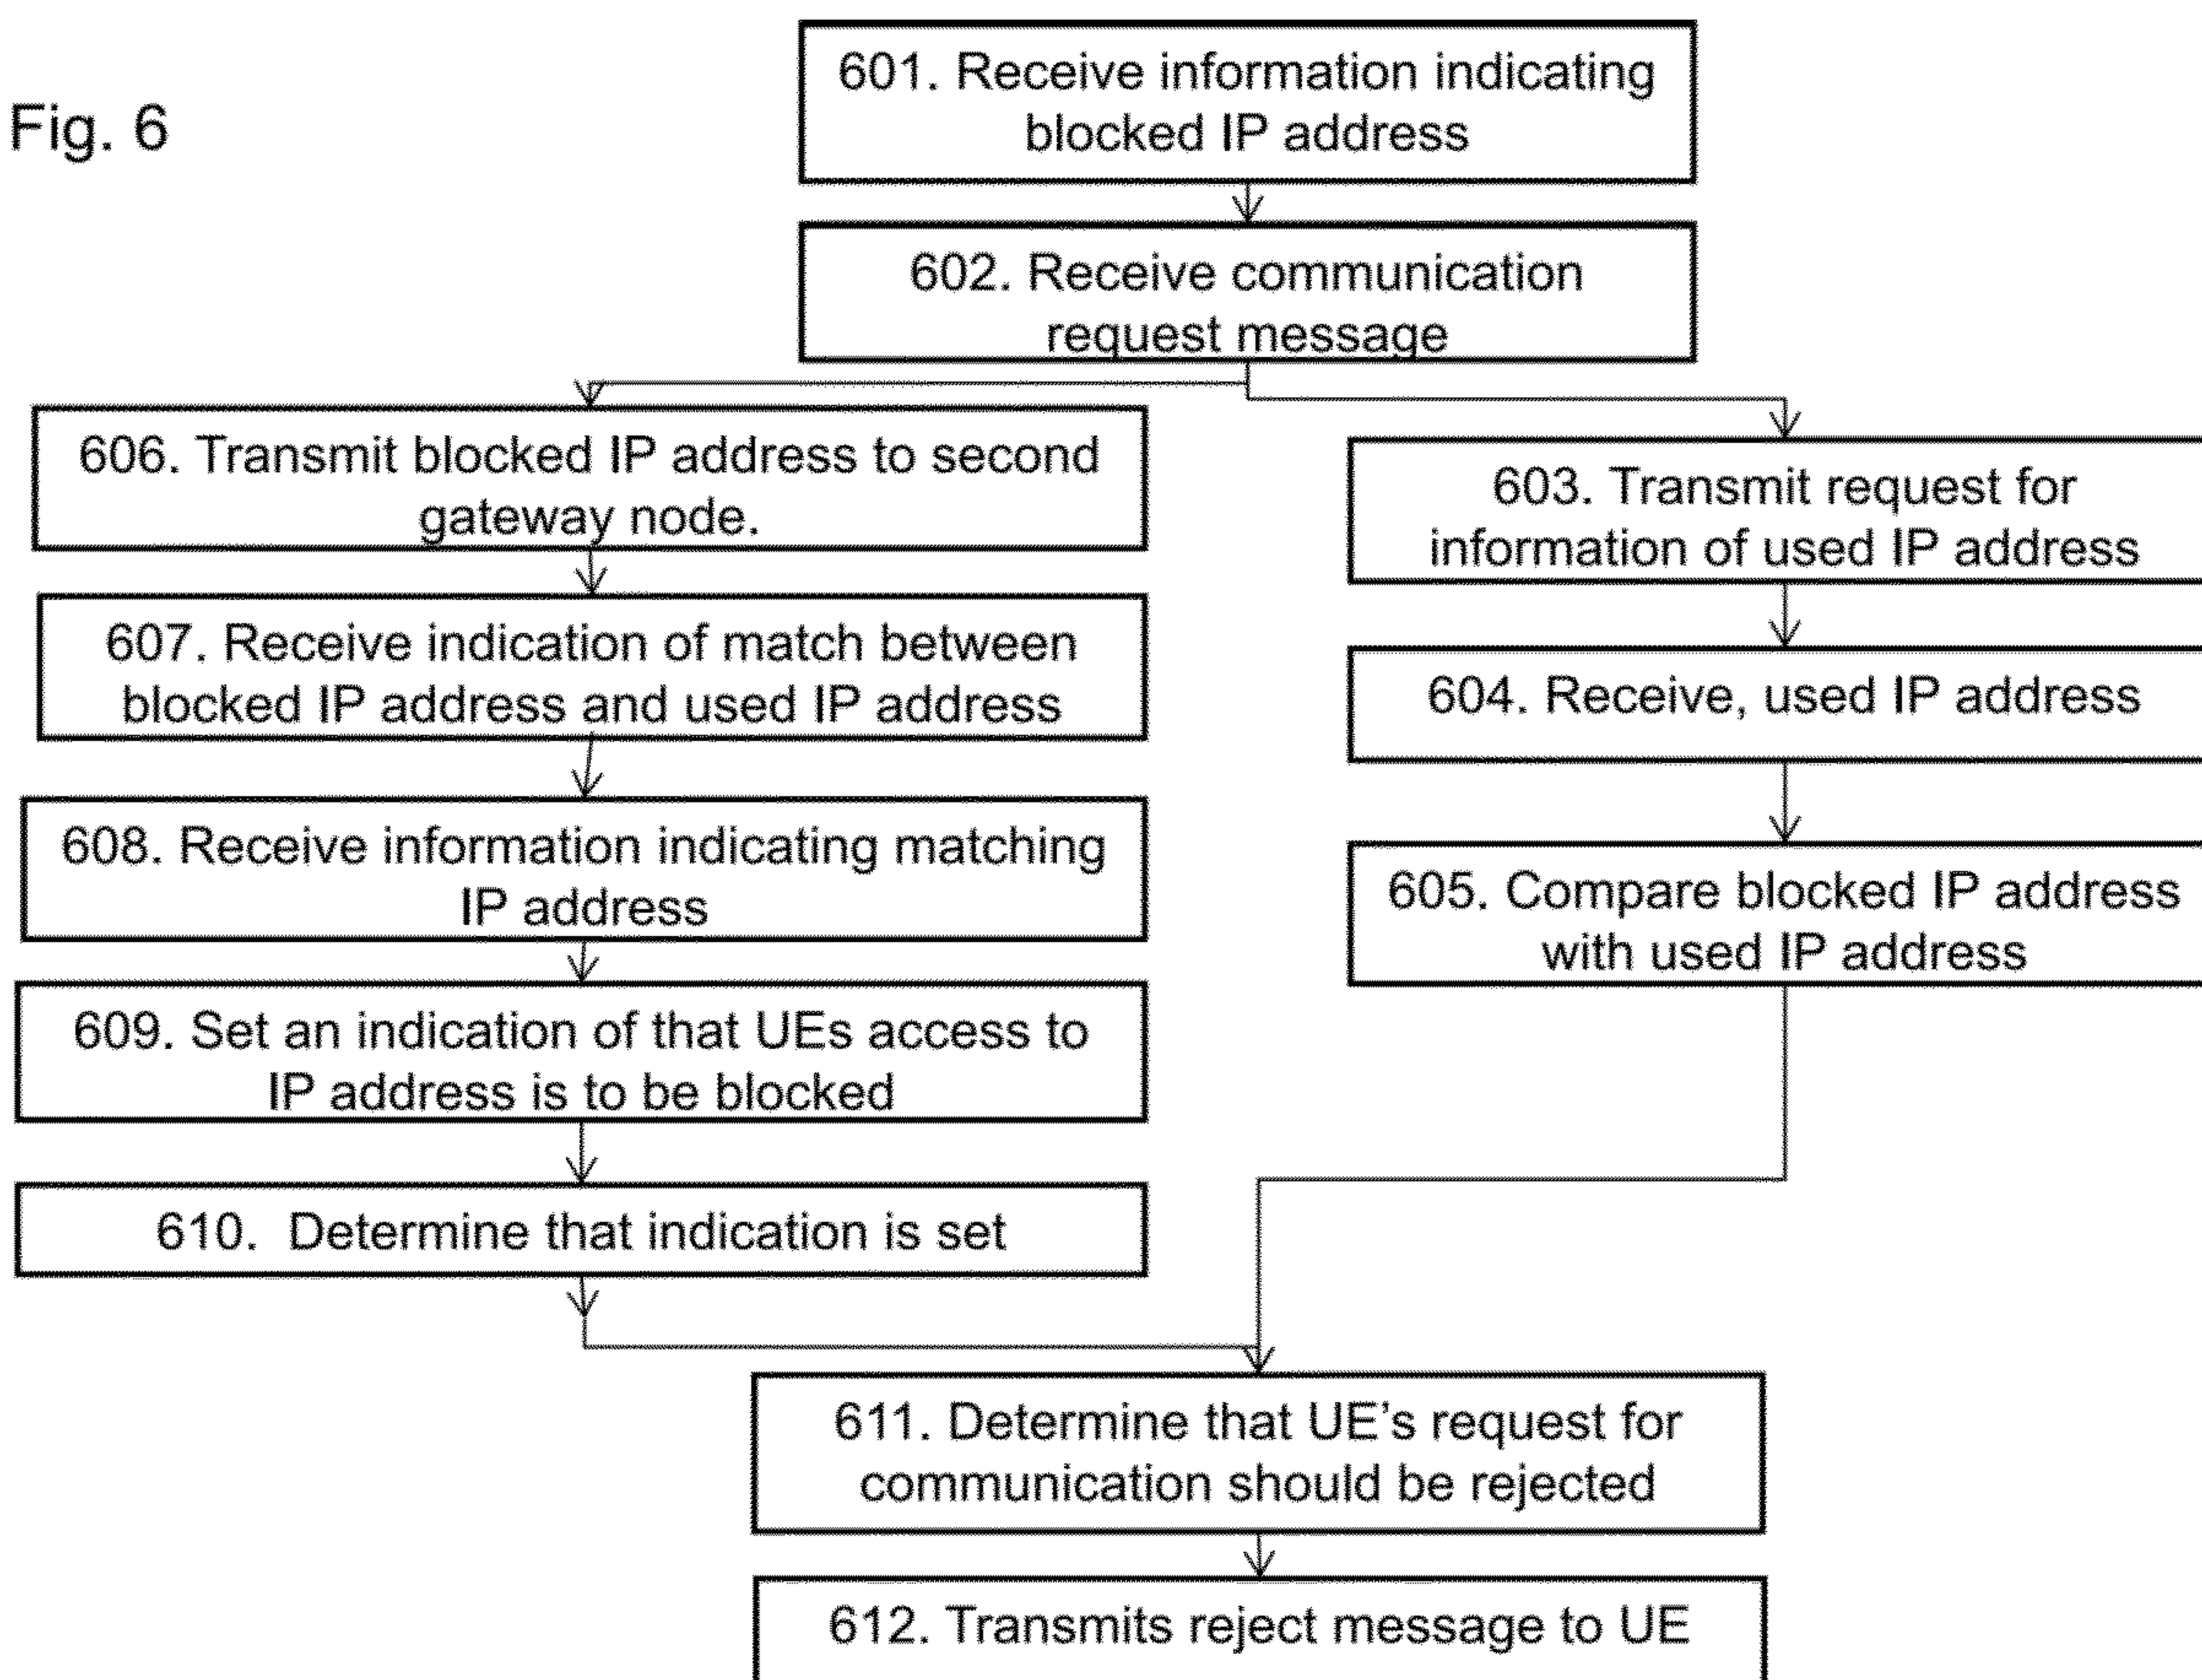 Fig. 6
601. Receive information indicating
blocked IP address
602. Receive communication
request message
606. Transmit blocked IP address to second
gateway node.
603. Transmit request for
information of used IP address
607. Receive indication of match between
blocked IP address and used IP address
604. Receive, used IP address
608. Receive information indicating matching
IP address
605. Compare blocked IP address
with used IP address
609. Set an indication of that UEs access to
IP address is to be blocked
610. Determine that indication is set
611. Determine that UE's request for
communication should be rejected
612. Transmits reject message to UE